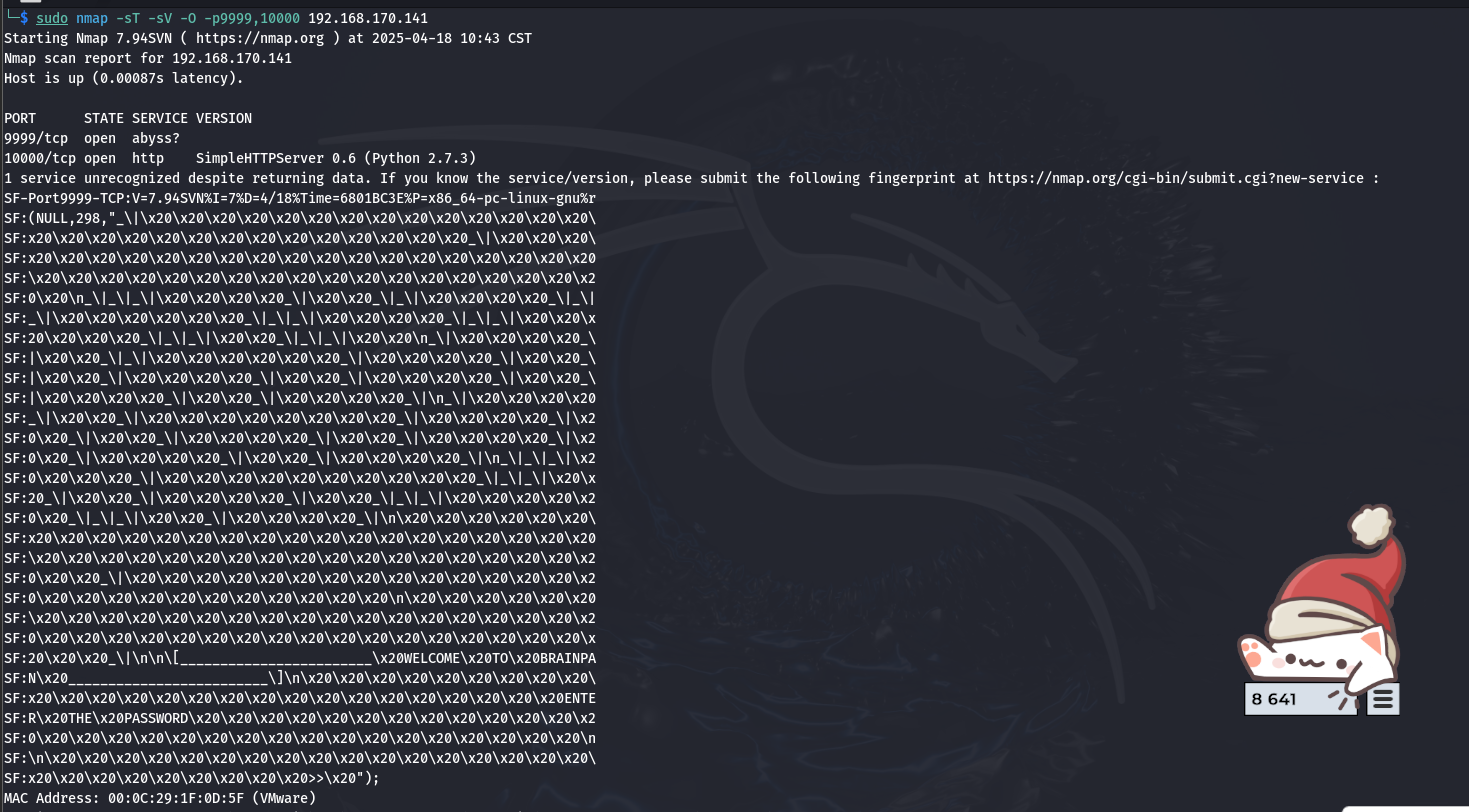 └─$ sudo nmap -sT -sV -O -p9999,10000 192.168.170.141
Starting Nmap 7.94SVN ( https://nmap.org ) at 2025-04-18 10:43 CST
Nmap scan report for 192.168.170.141
Host is up (0.00087s latency).
PORT      STATE SERVICE VERSION
9999/tcp  open  abyss?
10000/tcp open  http    SimpleHTTPServer 0.6 (Python 2.7.3)
1 service unrecognized despite returning data. If you know the service/version, please submit the following fingerprint at https://nmap.org/cgi-bin/submit.cgi?new-service :
SF-Port9999-TCP:V=7.94SVN%I=7%D=4/18%Time=6801BC3E%P=x86_64-pc-linux-gnu%r
SF:(NULL,298,"_\|\x20\x20\x20\x20\x20\x20\x20\x20\x20\x20\x20\x20\x20\x20\
SF:x20\x20\x20\x20\x20\x20\x20\x20\x20\x20\x20\x20\x20\x20_\|\x20\x20\x20\
SF:x20\x20\x20\x20\x20\x20\x20\x20\x20\x20\x20\x20\x20\x20\x20\x20\x20\x20
SF:\x20\x20\x20\x20\x20\x20\x20\x20\x20\x20\x20\x20\x20\x20\x20\x20\x20\x2
SF:0\x20\n_\|_\|_\|\x20\x20\x20\x20_\|\x20\x20_\|_\|\x20\x20\x20\x20_\|_\|
SF:_\|\x20\x20\x20\x20\x20\x20_\|_\|_\|\x20\x20\x20\x20_\|_\|_\|\x20\x20\x
SF:20\x20\x20\x20_\|_\|_\|\x20\x20_\|_\|_\|\x20\x20\n_\|\x20\x20\x20\x20_\
SF:|\x20\x20_\|_\|\x20\x20\x20\x20\x20\x20_\|\x20\x20\x20\x20_\|\x20\x20_\
SF:|\x20\x20_\|\x20\x20\x20\x20_\|\x20\x20_\|\x20\x20\x20\x20_\|\x20\x20_\
SF:|\x20\x20\x20\x20_\|\x20\x20_\|\x20\x20\x20\x20_\|\n_\|\x20\x20\x20\x20
SF:_\|\x20\x20_\|\x20\x20\x20\x20\x20\x20\x20\x20_\|\x20\x20\x20\x20_\|\x2
SF:0\x20_\|\x20\x20_\|\x20\x20\x20\x20_\|\x20\x20_\|\x20\x20\x20\x20_\|\x2
SF:0\x20_\|\x20\x20\x20\x20_\|\x20\x20_\|\x20\x20\x20\x20_\|\n_\|_\|_\|\x2
SF:0\x20\x20\x20_\|\x20\x20\x20\x20\x20\x20\x20\x20\x20\x20_\|_\|_\|\x20\x
SF:20_\|\x20\x20_\|\x20\x20\x20\x20_\|\x20\x20_\|_\|_\|\x20\x20\x20\x20\x2
SF:0\x20_\|_\|_\|\x20\x20_\|\x20\x20\x20\x20_\|\n\x20\x20\x20\x20\x20\x20\
SF:x20\x20\x20\x20\x20\x20\x20\x20\x20\x20\x20\x20\x20\x20\x20\x20\x20\x20
SF:\x20\x20\x20\x20\x20\x20\x20\x20\x20\x20\x20\x20\x20\x20\x20\x20\x20\x2
SF:0\x20\x20_\|\x20\x20\x20\x20\x20\x20\x20\x20\x20\x20\x20\x20\x20\x20\x2
SF:0\x20\x20\x20\x20\x20\x20\x20\x20\x20\x20\x20\n\x20\x20\x20\x20\x20\x20
SF:\x20\x20\x20\x20\x20\x20\x20\x20\x20\x20\x20\x20\x20\x20\x20\x20\x20\x2
SF:0\x20\x20\x20\x20\x20\x20\x20\x20\x20\x20\x20\x20\x20\x20\x20\x20\x20\x
SF:20\x20\x20_\|\n\n\[________________________\x20WELCOME\x20TO\x20BRAINPA
SF:N\x20_________________________\]\n\x20\x20\x20\x20\x20\x20\x20\x20\x20\
SF:x20\x20\x20\x20\x20\x20\x20\x20\x20\x20\x20\x20\x20\x20\x20\x20\x20ENTE
SF:R\x20THE\x20PASSWORD\x20\x20\x20\x20\x20\x20\x20\x20\x20\x20\x20\x20\x2
SF:0\x20\x20\x20\x20\x20\x20\x20\x20\x20\x20\x20\x20\x20\x20\x20\x20\x20\n
SF:\n\x20\x20\x20\x20\x20\x20\x20\x20\x20\x20\x20\x20\x20\x20\x20\x20\x20\
SF:x20\x20\x20\x20\x20\x20\x20\x20\x20>>\x20");
MAC Address: 00:0C:29:1F:0D:5F (VMware)
8 641